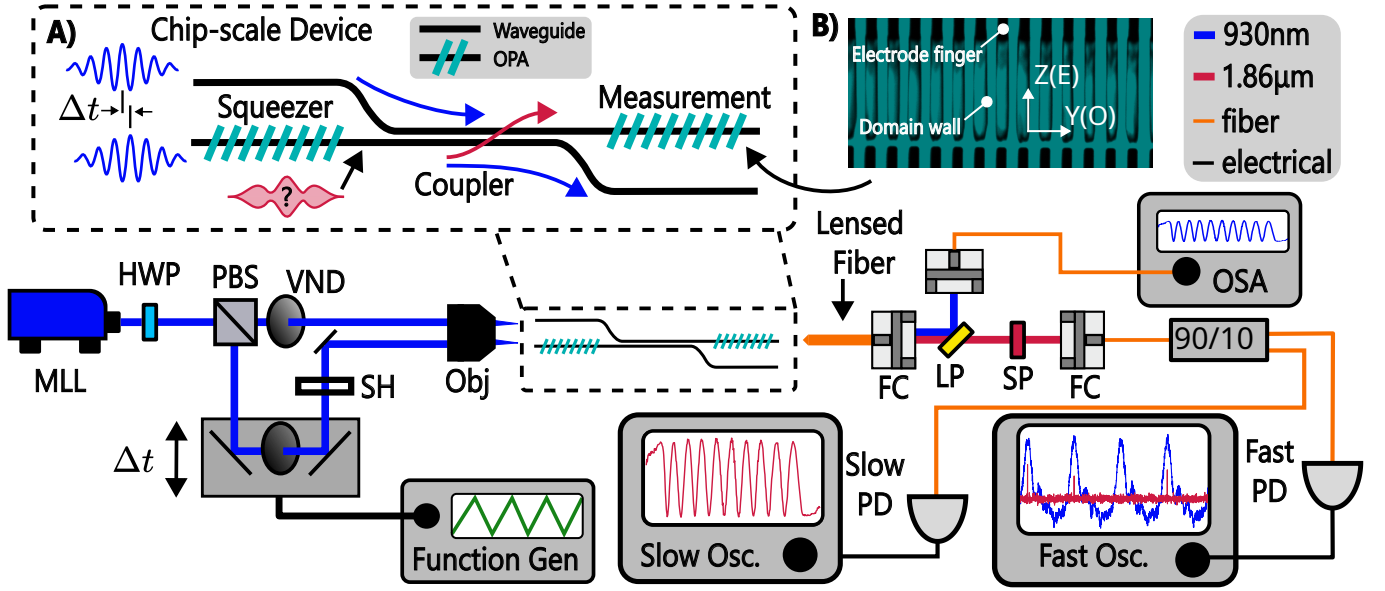 A)
Chip-scale Device
Waveguide
OPA
Δt
Squeezer
Measurement
?
Coupler
B)
Electrode finger
Z(E)
Y(O)
Domain wall
930nm
1.86μm
fiber
electrical
HWP
PBS
VND
MLL
SH
Obj
Δt
Function Gen
Lensed
Fiber
FC
LP
SP
FC
OSA
90/10
Slow
PD
Slow Osc.
Fast
PD
Fast Osc.